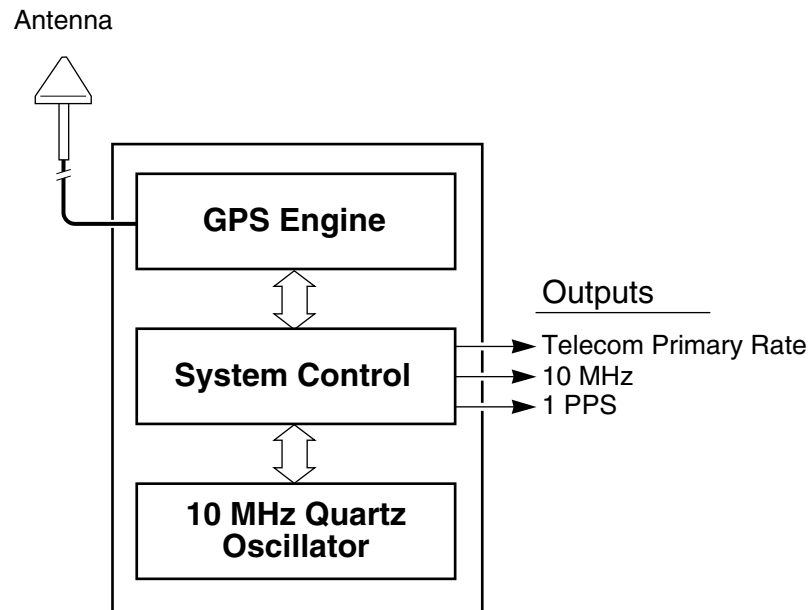 Antenna
GPS Engine
Outputs
System Control
Telecom Primary Rate
10 MHz
1 PPS
10 MHz Quartz
Oscillator